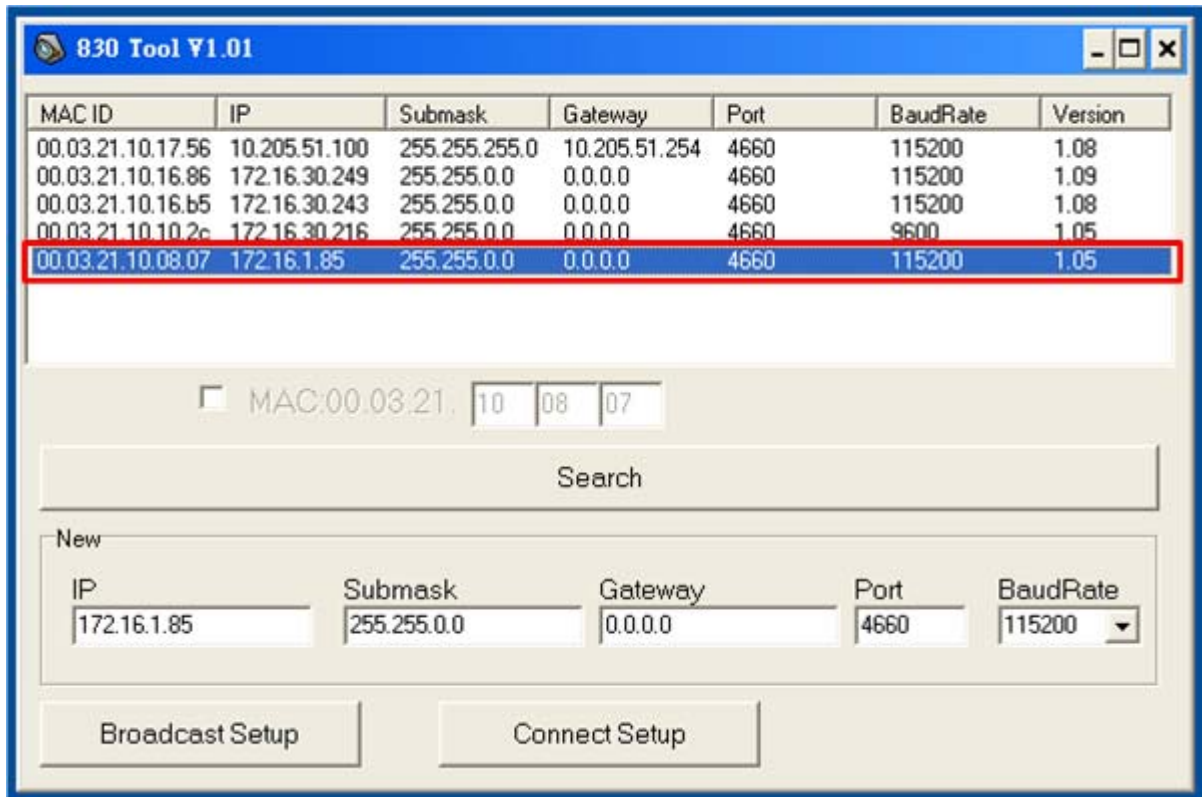 830 Tool V1.01
MAC ID IP Submask Gateway Port BaudRate Version
00.03.21.10.17.56 10.205.51.100 255.255.255.0 10.205.51.254 4660 115200 1.08
00.03.21.10.16.86 172.16.30.249 255.255.0.0 0.0.0.0 4660 115200 1.09
00.03.21.10.16.b5 172.16.30.243 255.255.0.0 0.0.0.0 4660 115200 1.08
00.03.21.10.10.2c 172.16.30.216 255.255.0.0 0.0.0.0 4660 9600 1.05
00.03.21.10.08.07 172.16.1.85 255.255.0.0 0.0.0.0 4660 115200 1.05
MAC:00.03.21. 10 08 07
Search
New
IP Submask Gateway Port BaudRate
172.16.1.85 255.255.0.0 0.0.0.0 4660 115200
Broadcast Setup Connect Setup